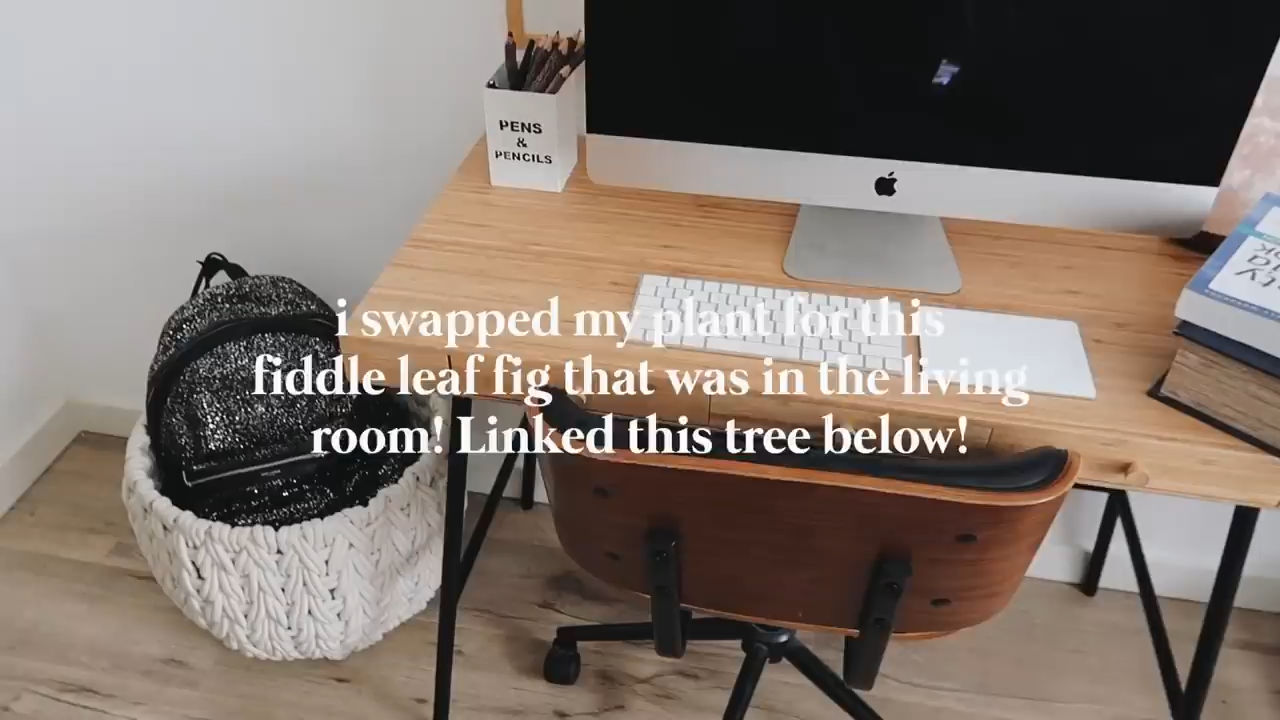 PENS
&
PENCILS
i swapped my plant for this
fiddle leaf fig that was in the living
room! Linked this tree below!